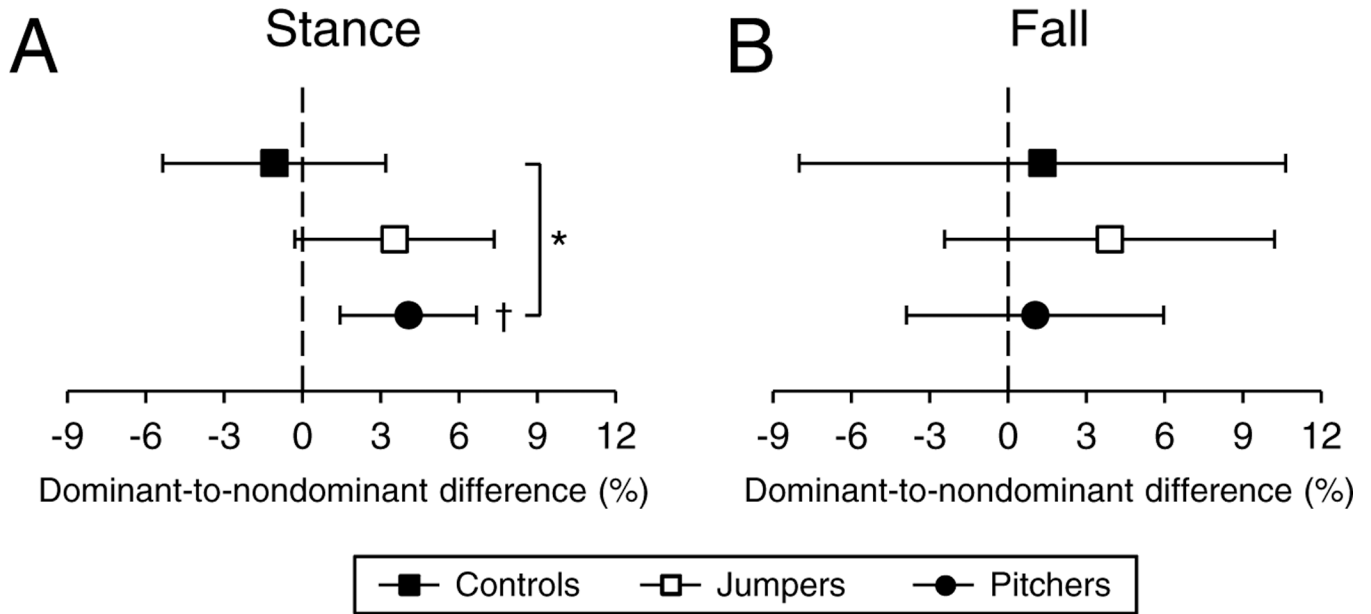 A Stance
B Fall
*
†
-9 -6 -3 0 3 6 9 12
Dominant-to-nondominant difference (%)
-9 -6 -3 0 3 6 9 12
Dominant-to-nondominant difference (%)
Controls Jumpers Pitchers